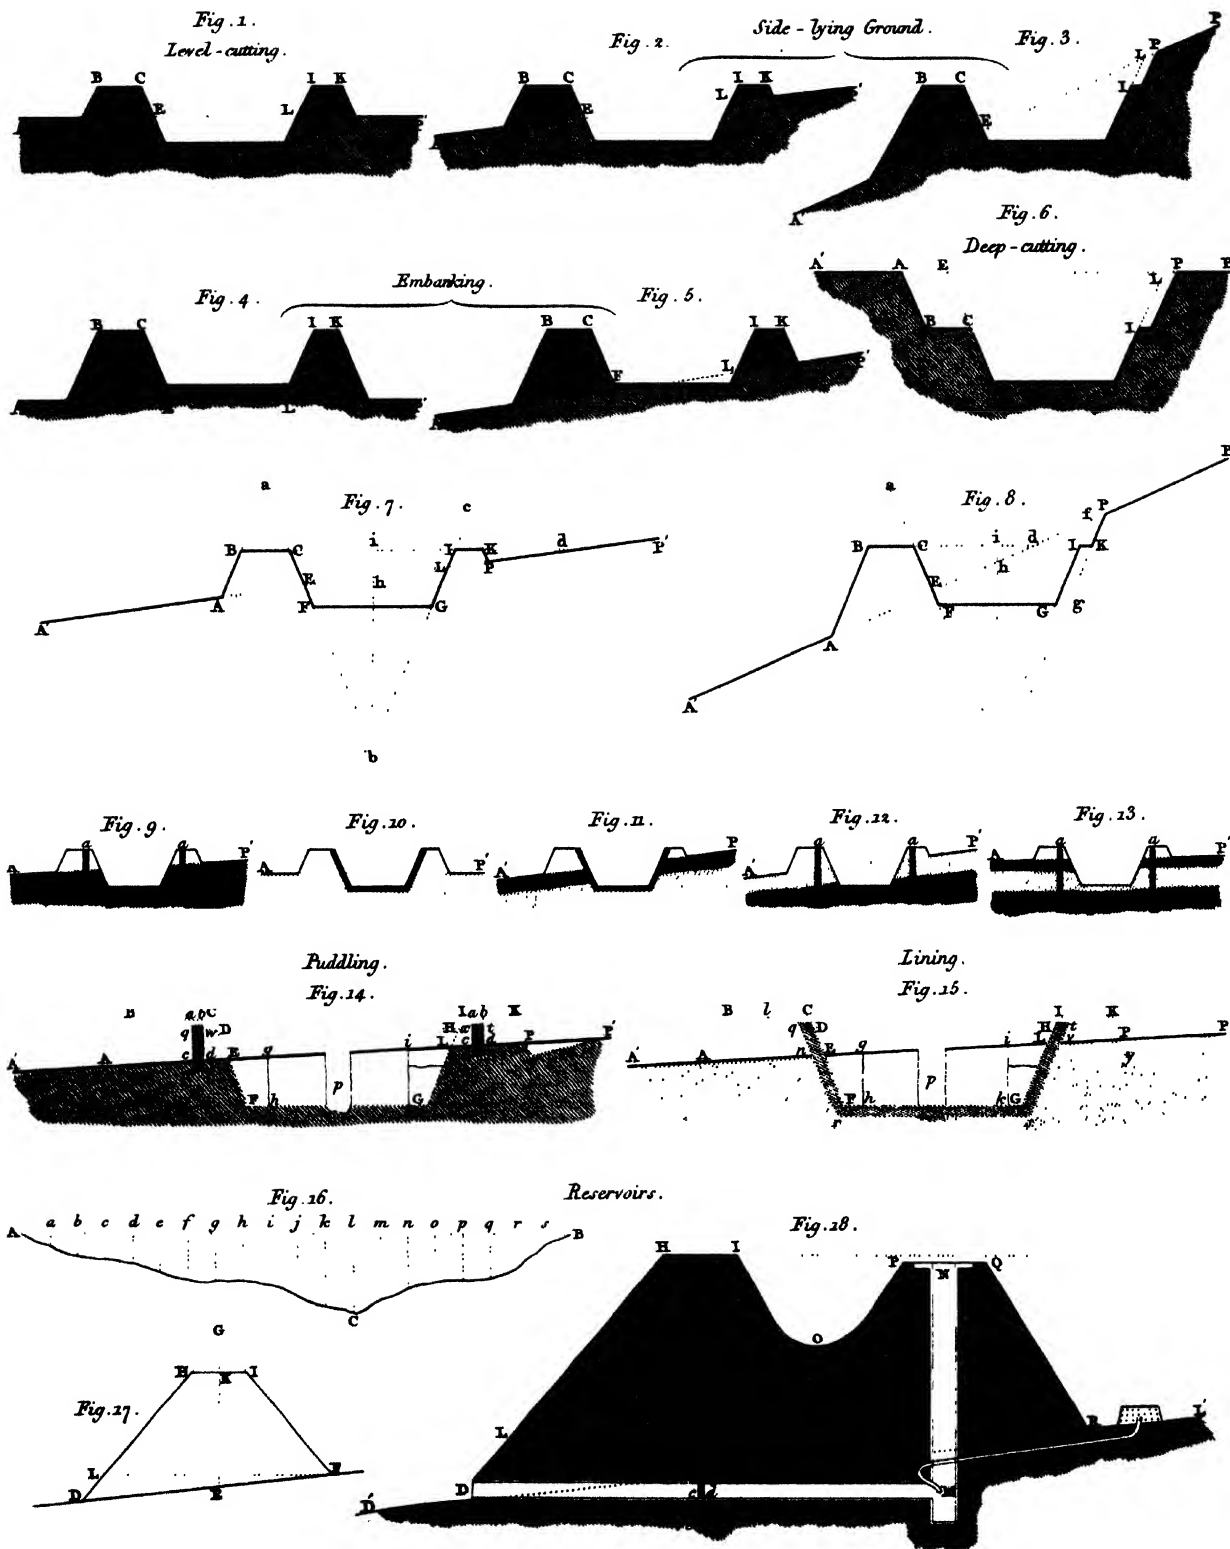 Fig. 1.
Level-cutting.
Fig. 2.
Side-lying Ground.
Fig. 3.
B C I K
E L
B C I K
E L
B C L P P
E I
A'
Fig. 4.
Embanking.
Fig. 5.
Fig. 6.
Deep-cutting.
B C I K
L
B C I K
F L
A' A E L P P
B C I
a Fig. 7. c
B C i I K d P'
E h L P
A F G
A'
b
a Fig. 8.
P
f P
B C i d I K
E h
F G g
A
A'
Fig. 9.
a a P'
A
Fig. 10.
A P'
Fig. 11.
A' P
Fig. 12.
a a P'
A'
Fig. 13.
a a P'
A
Puddling.
Fig. 14.
B a b C I a b K
q w D H x t
A' A c d E g i L c d P P'
p
F h G
Lining.
Fig. 15.
B l C I K
q D H t
A' A n E q i L v P P
p y
F h k G
r r
Fig. 16.
A a b c d e f g h i j k l m n o p q r s B
C
Reservoirs.
Fig. 17.
G
H K I
L F
D E
Fig. 18.
H I P N Q
O
L R L'
D c d M
D'